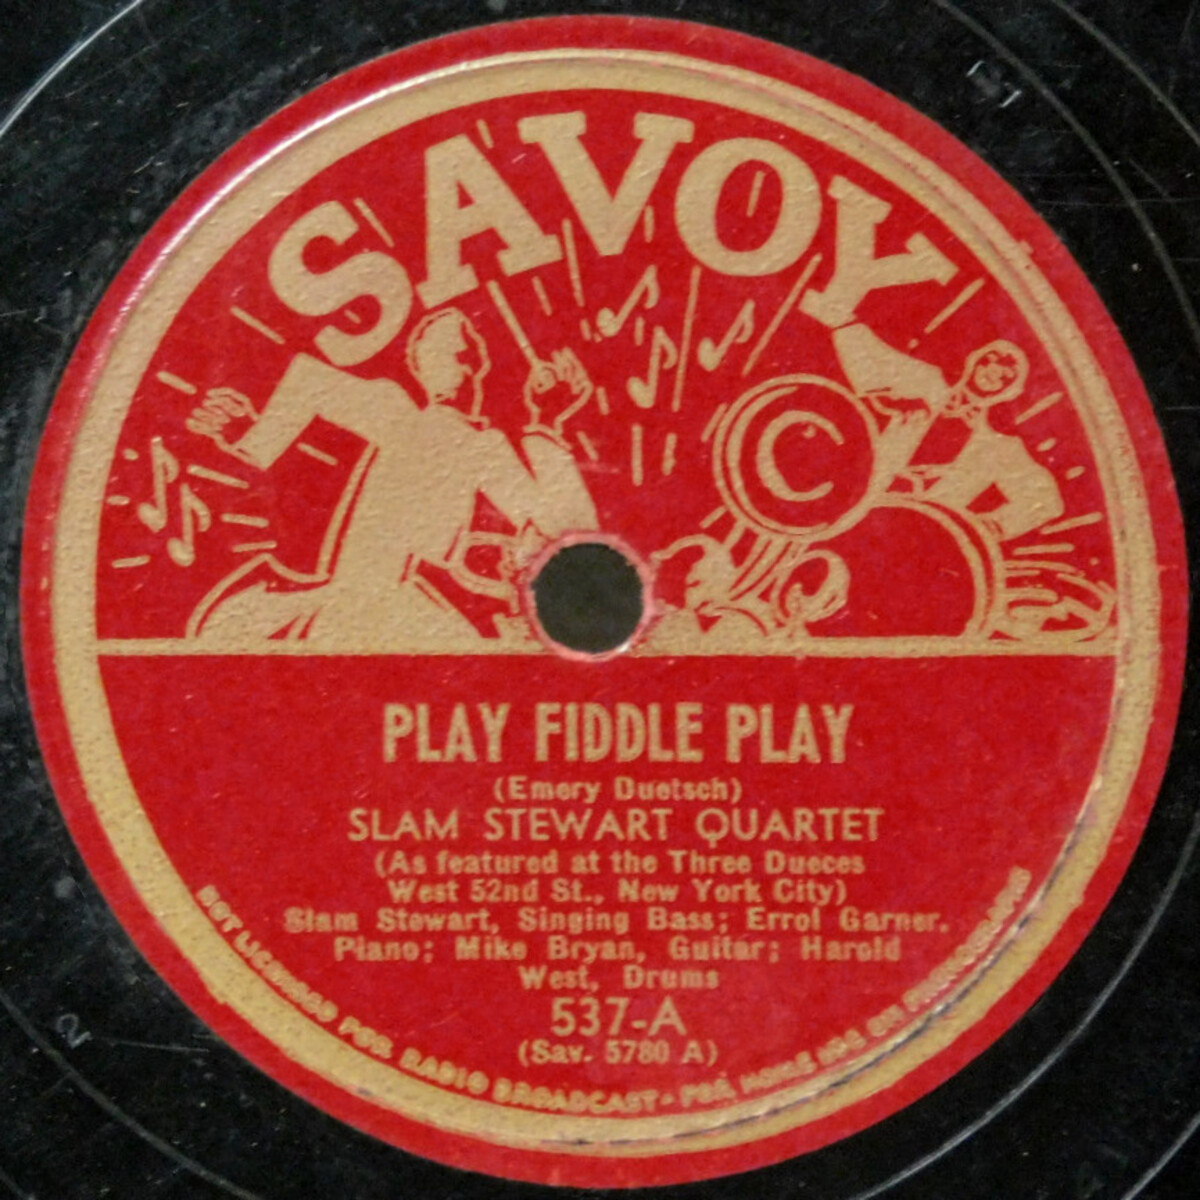 SAVOY
C
PLAY FIDDLE PLAY
(Emery Duetsch)
SLAM STEWART QUARTET
(As featured at the Three Dueces
West 52nd St., New York City)
Slam Stewart, Singing Bass; Errol Garner.
Piano; Mike Bryan, Guitar; Harold
West, Drums
537-A
(Sav. 5780 A)
NOT LICENSED FOR RADIO BROADCAST - FOR HOME USE ON PHONOGRAPHS